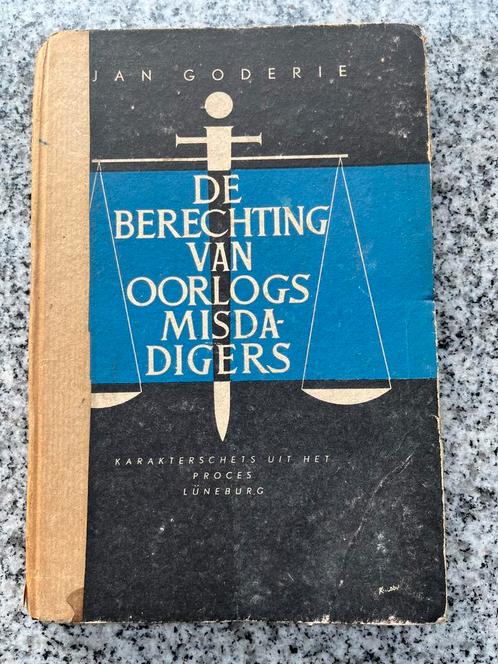 JAN GODERIE
DE
BERECHTING
VAN
OORLOGS
MISDA-
DIGERS
KARAKTERSCHETS UIT HET
PROCES
LÜNEBURG